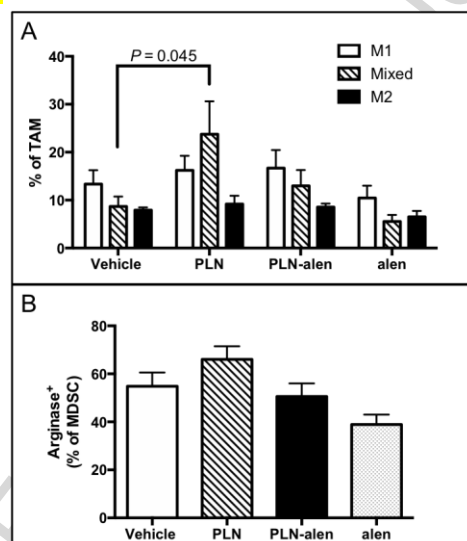 A
P = 0.045
M1
Mixed
M2
% of TAM
40
30
20
10
0
Vehicle PLN PLN-alen alen
B
Arginase⁺
(% of MDSC)
80
60
40
20
0
Vehicle PLN PLN-alen alen